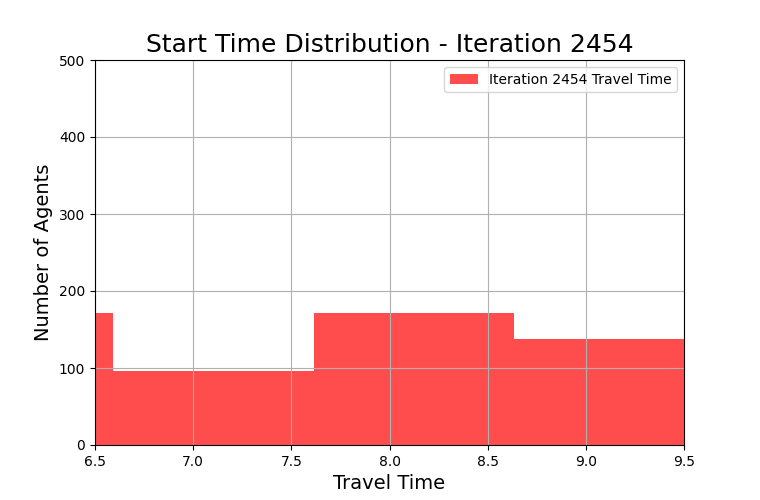 Start Time Distribution - Iteration 2454
Iteration 2454 Travel Time
Number of Agents
500
400
300
200
100
0
6.5 7.0 7.5 8.0 8.5 9.0 9.5
Travel Time